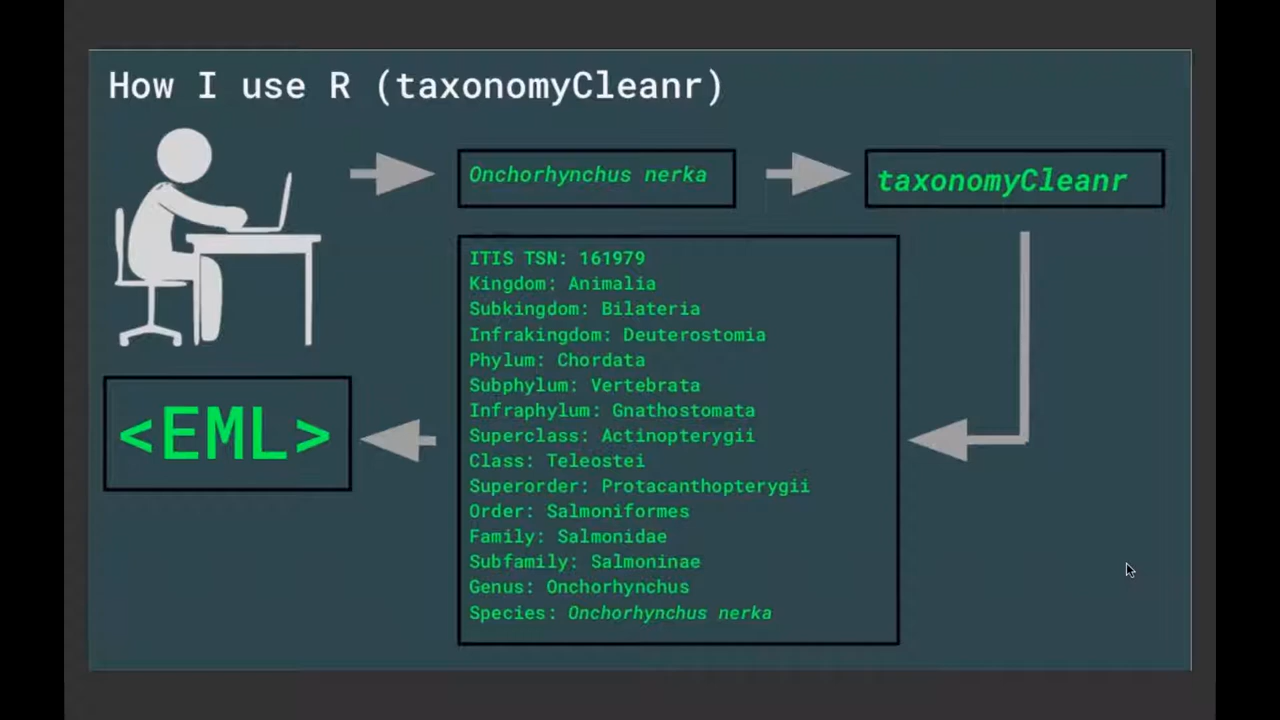 How I use R (taxonomyCleanr)
Onchorhynchus nerka
taxonomyCleanr
ITIS TSN: 161979
Kingdom: Animalia
Subkingdom: Bilateria
Infrakingdom: Deuterostomia
Phylum: Chordata
Subphylum: Vertebrata
Infraphylum: Gnathostomata
Superclass: Actinopterygii
Class: Teleostei
Superorder: Protacanthopterygii
Order: Salmoniformes
Family: Salmonidae
Subfamily: Salmoninae
Genus: Onchorhynchus
Species: Onchorhynchus nerka
<EML>